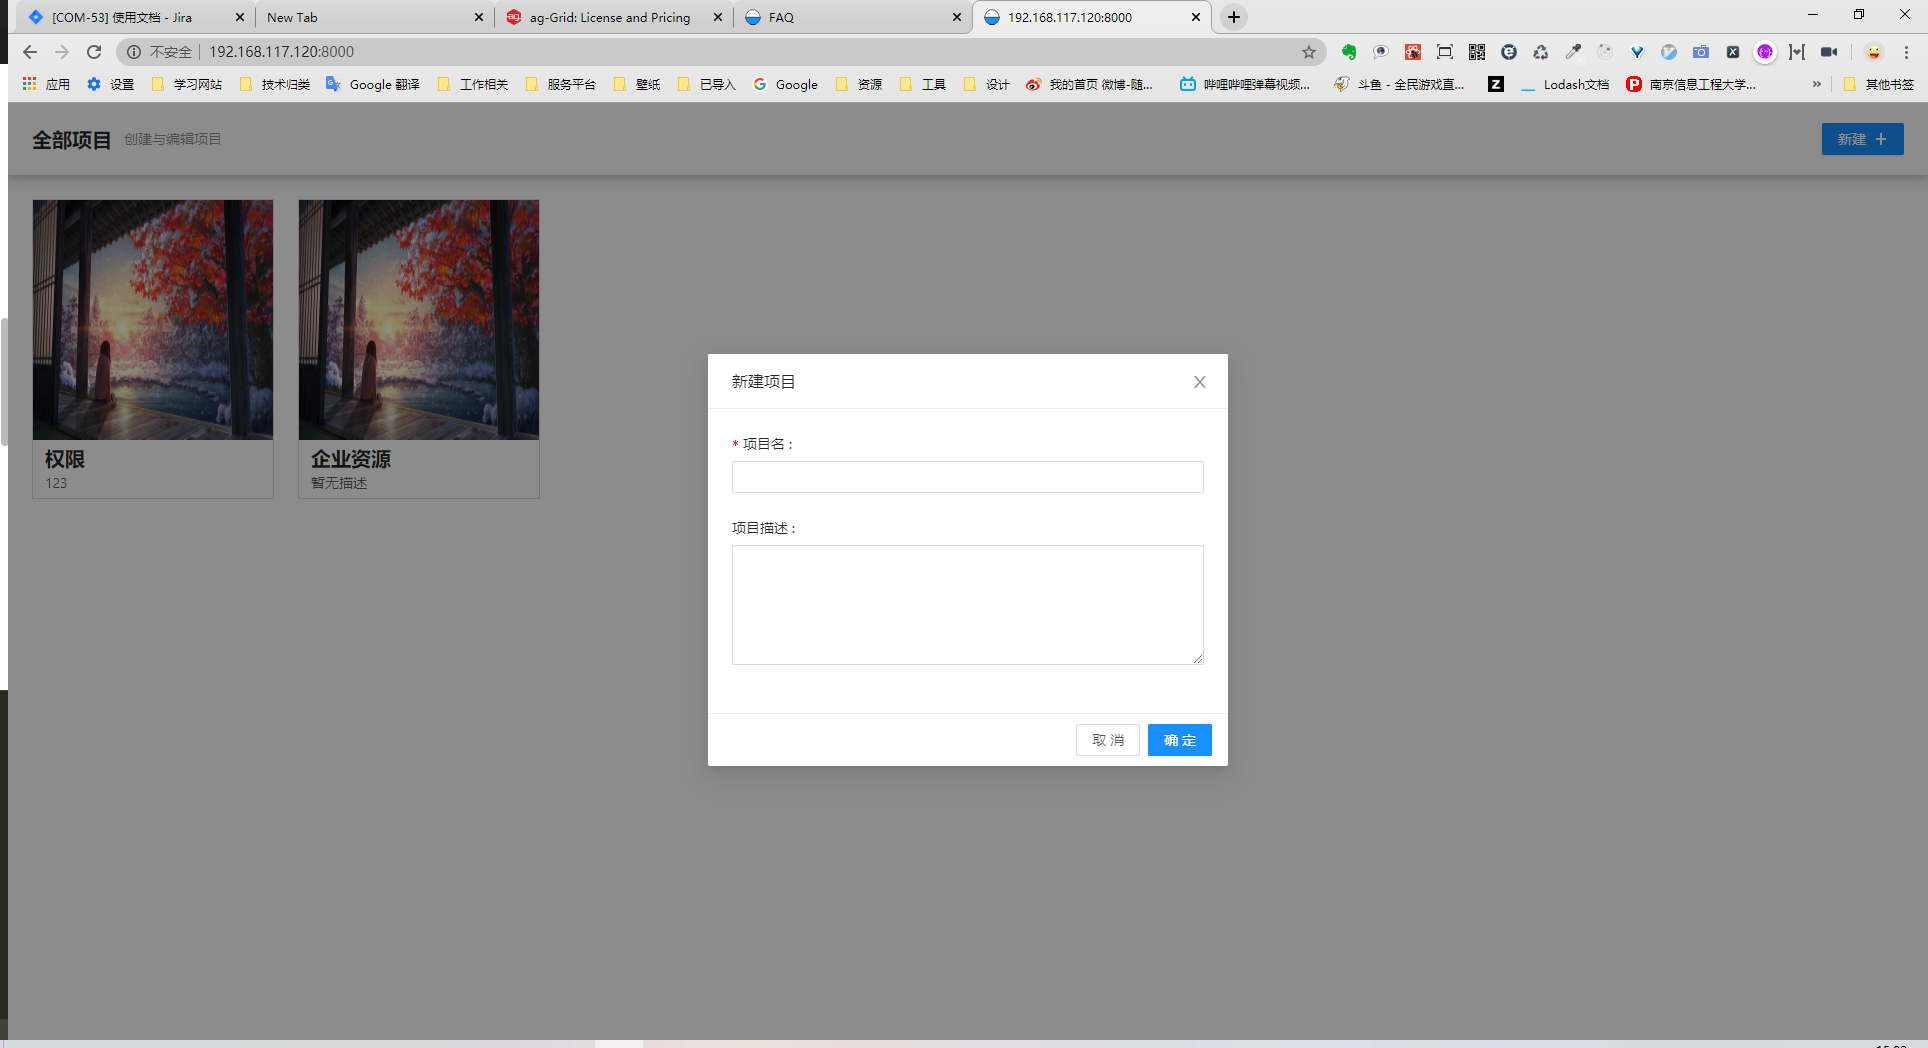 [COM-53] 使用文档 - Jira
New Tab
ag-Grid: License and Pricing
FAQ
192.168.117.120:8000
不安全 192.168.117.120:8000
应用 设置 学习网站 技术归类 Google 翻译 工作相关 服务平台 壁纸 已导入 Google 资源 工具 设计 我的首页 微博-随... 哔哩哔哩弹幕视频... 斗鱼 - 全民游戏直... Lodash文档 南京信息工程大学... » 其他书签
全部项目 创建与编辑项目
新建 +
权限
123
企业资源
暂无描述
新建项目
* 项目名 :
项目描述 :
取 消 确 定